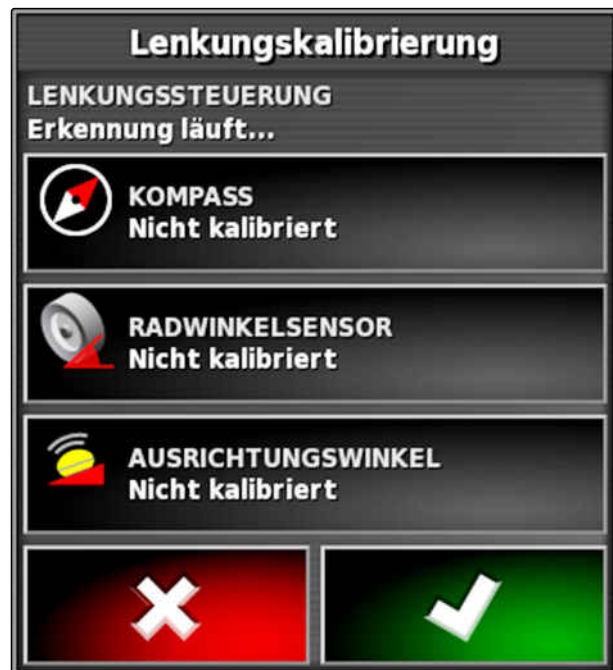 Lenkungskalibrierung
LENKUNGSSTEUERUNG
Erkennung läuft...
KOMPASS
Nicht kalibriert
RADWINKELSENSOR
Nicht kalibriert
AUSRICHTUNGSWINKEL
Nicht kalibriert